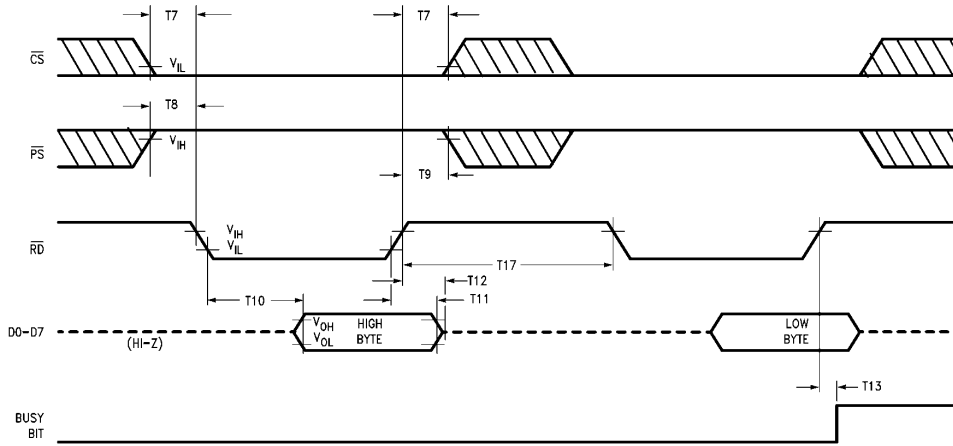 T7
T7
CS
VIL
T8
VIH
PS
T9
VIH
VIL
RD
T17
T12
T10
T11
D0-D7
VOH
HIGH
VOL
BYTE
LOW
BYTE
(HI-Z)
T13
BUSY
BIT